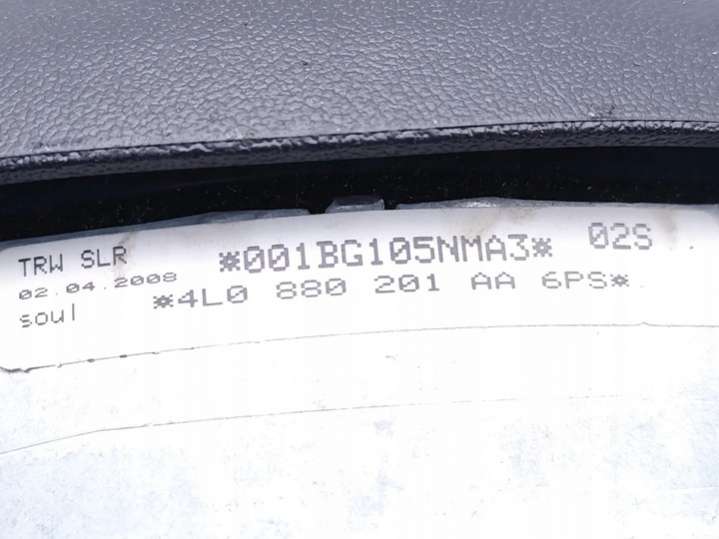 TRW SLR *001BG105NMA3* 02S
02.04.2008 *4L0 880 201 AA 6PS*
soul